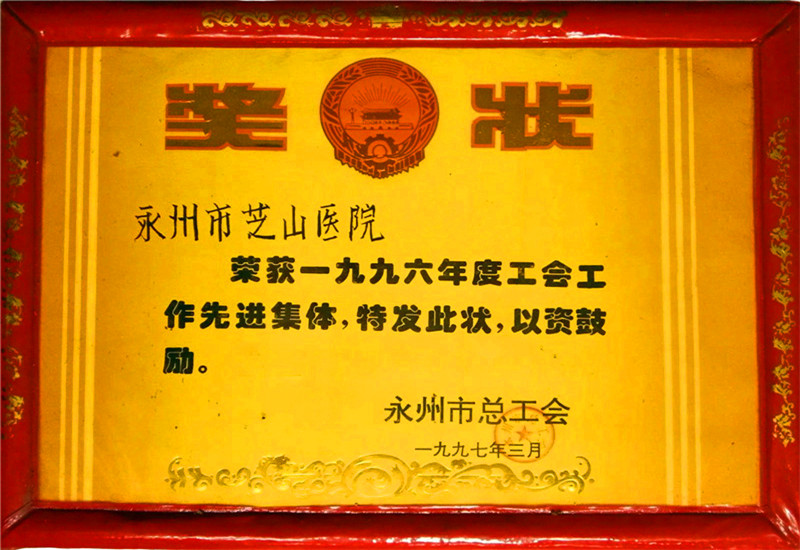 奖 状
永州市芝山医院
荣获一九九六年度工会工
作先进集体，特发此状，以资鼓
励。
永州市总工会
一九九七年三月